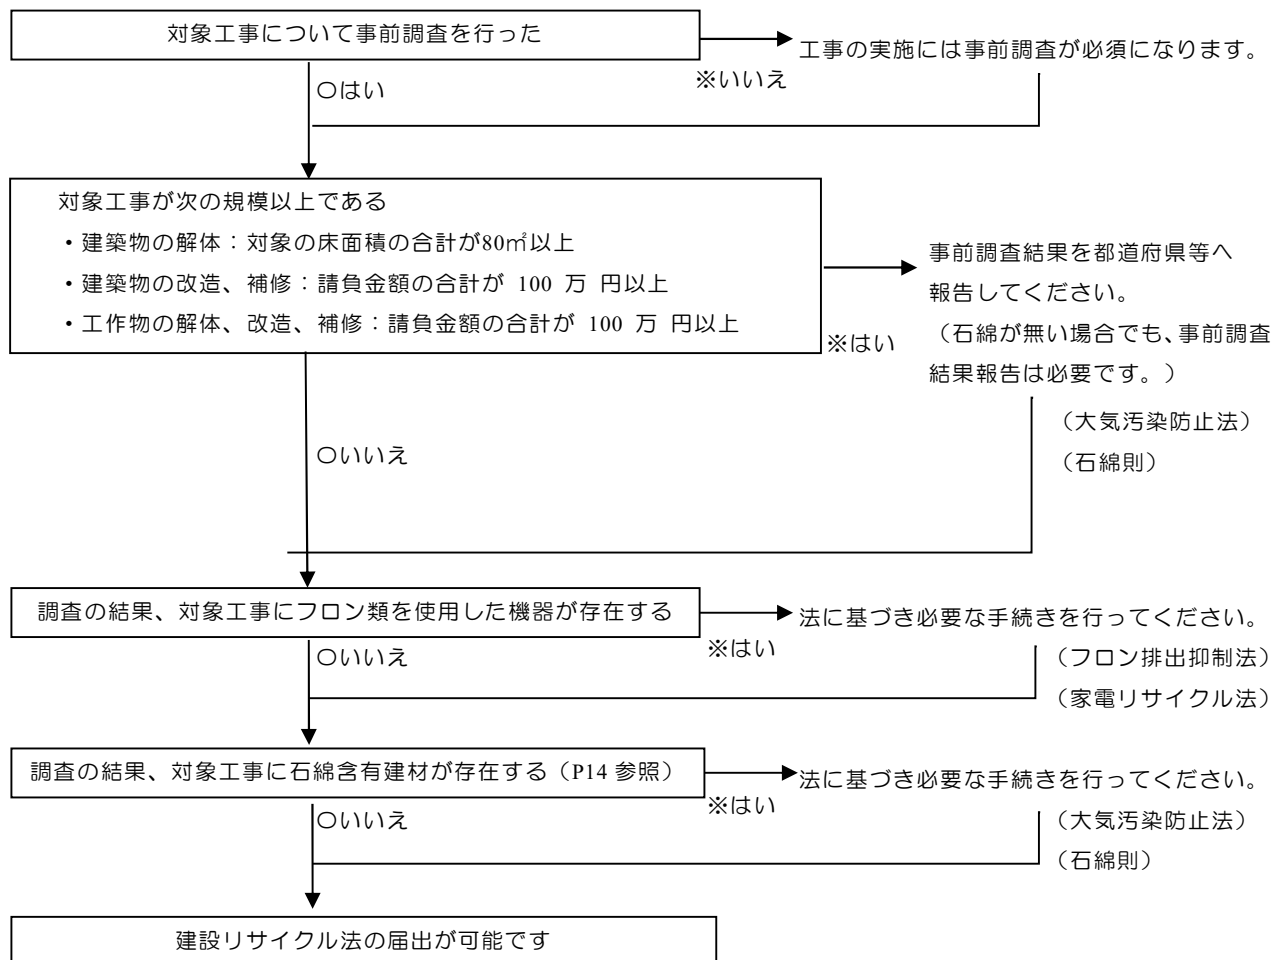 対象工事について事前調査を行った
工事の実施には事前調査が必須になります。
※いいえ
〇はい
対象工事が次の規模以上である
・建築物の解体：対象の床面積の合計が80㎡以上
・建築物の改造、補修：請負金額の合計が 100 万 円以上
・工作物の解体、改造、補修：請負金額の合計が 100 万 円以上
※はい
事前調査結果を都道府県等へ
報告してください。
（石綿が無い場合でも、事前調査
結果報告は必要です。）
（大気汚染防止法）
（石綿則）
〇いいえ
調査の結果、対象工事にフロン類を使用した機器が存在する
法に基づき必要な手続きを行ってください。
※はい
〇いいえ
（フロン排出抑制法）
（家電リサイクル法）
調査の結果、対象工事に石綿含有建材が存在する（P14 参照）
法に基づき必要な手続きを行ってください。
※はい
〇いいえ
（大気汚染防止法）
（石綿則）
建設リサイクル法の届出が可能です